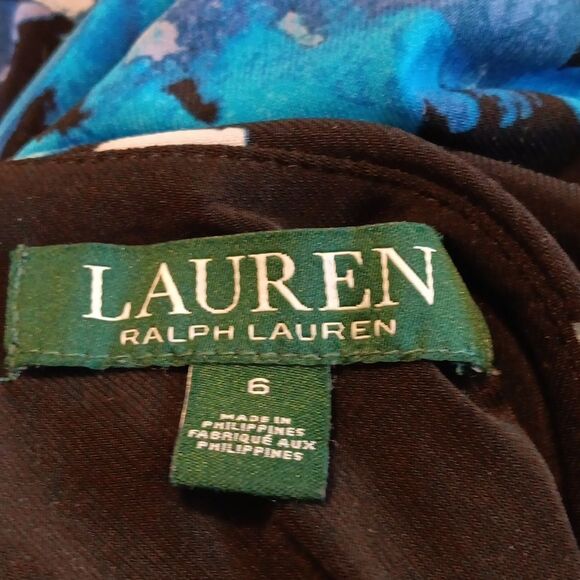 LAUREN
RALPH LAUREN
6
MADE IN
PHILIPPINES
FABRIQUÉ AUX
PHILIPPINES